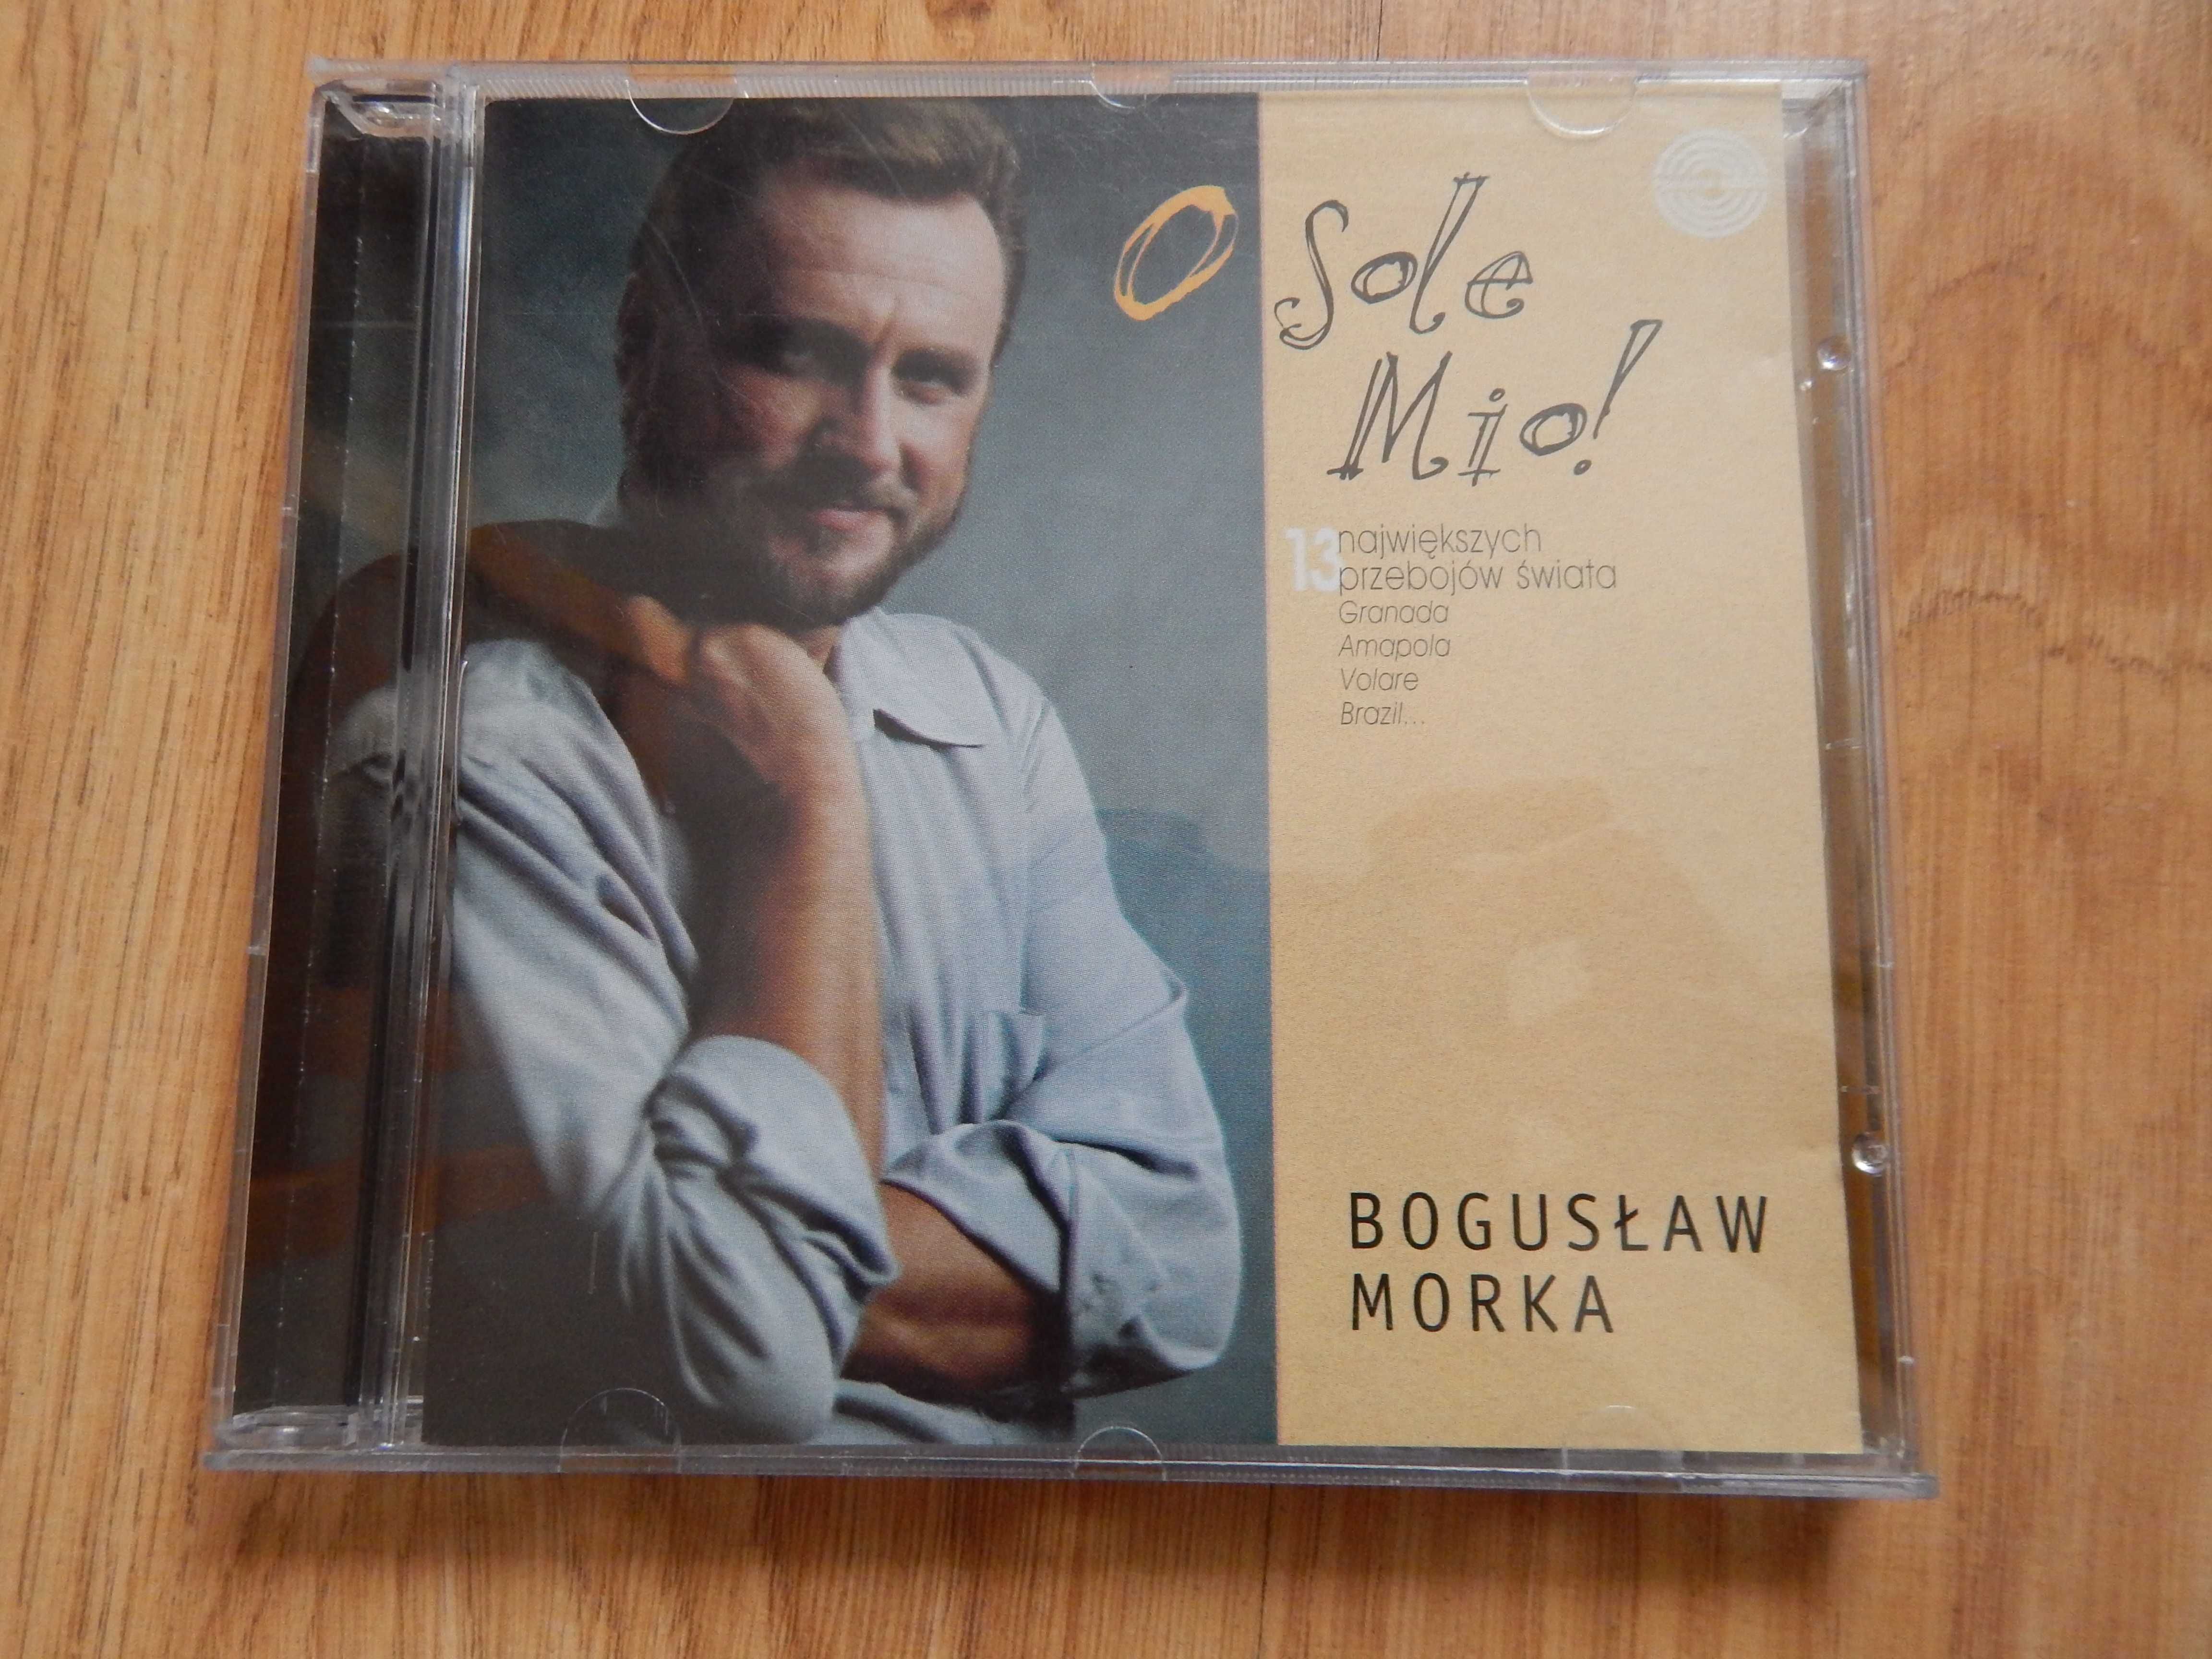 O Sole
Mio!
13 największych
przebojów świata
Granada
Amapola
Volare
Brazil...
BOGUSŁAW
MORKA